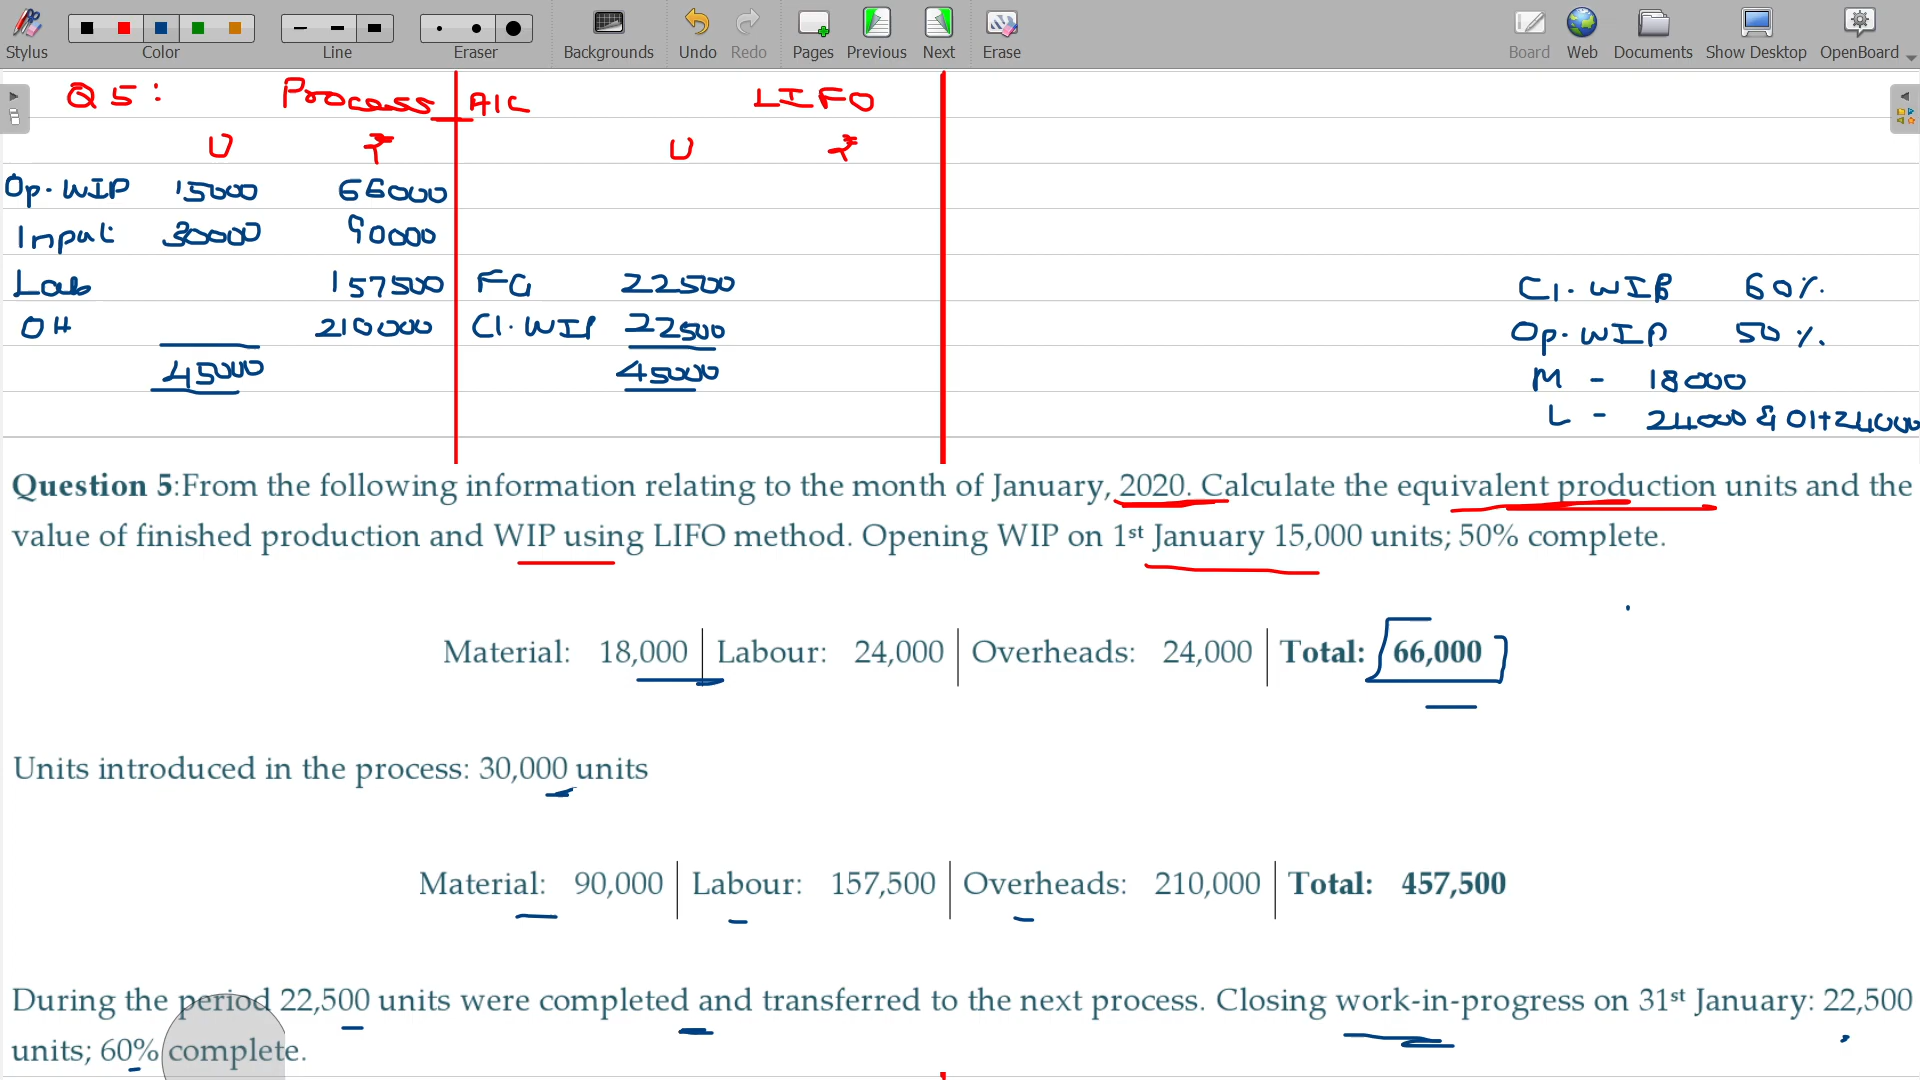 Stylus Color Line Eraser Backgrounds Undo Redo Pages Previous Next Erase Board Web Documents Show Desktop OpenBoard
Q 5 : Process A/C LIFO
U ₹ U ₹
Op. WIP 15000 66000
Input 30000 90000
Lab 157500 FG 22500
OH 210000 Cl. WIP 22500
45000 45000
Cl. WIP 60%.
Op. WIP 50%.
M - 18000
L - 24000 & OH 24000
Question 5:From the following information relating to the month of January, 2020. Calculate the equivalent production units and the
value of finished production and WIP using LIFO method. Opening WIP on 1st January 15,000 units; 50% complete.
Material: 18,000 Labour: 24,000 Overheads: 24,000 Total: 66,000
Units introduced in the process: 30,000 units
Material: 90,000 Labour: 157,500 Overheads: 210,000 Total: 457,500
During the period 22,500 units were completed and transferred to the next process. Closing work-in-progress on 31st January: 22,500
units; 60% complete.